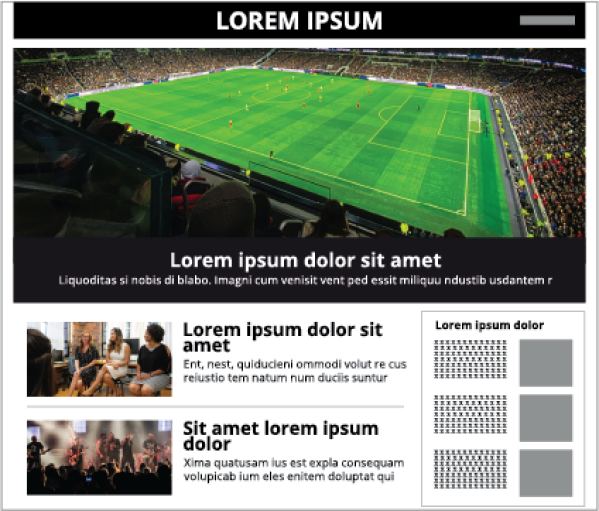 LOREM IPSUM
Lorem ipsum dolor sit amet
Liquoditas si nobis di blabo. Imagni cum venisit vent ped essit miliquu ndustib usdantem r
Lorem ipsum dolor sit
amet
Ent, nest, quiducieni ommodi volut re cus
reiustio tem natum num duciis suntur
Sit amet lorem ipsum
dolor
Xima quatusam ius est expla consequam
volupicab ium eles enitem doluptat qui
Lorem ipsum dolor